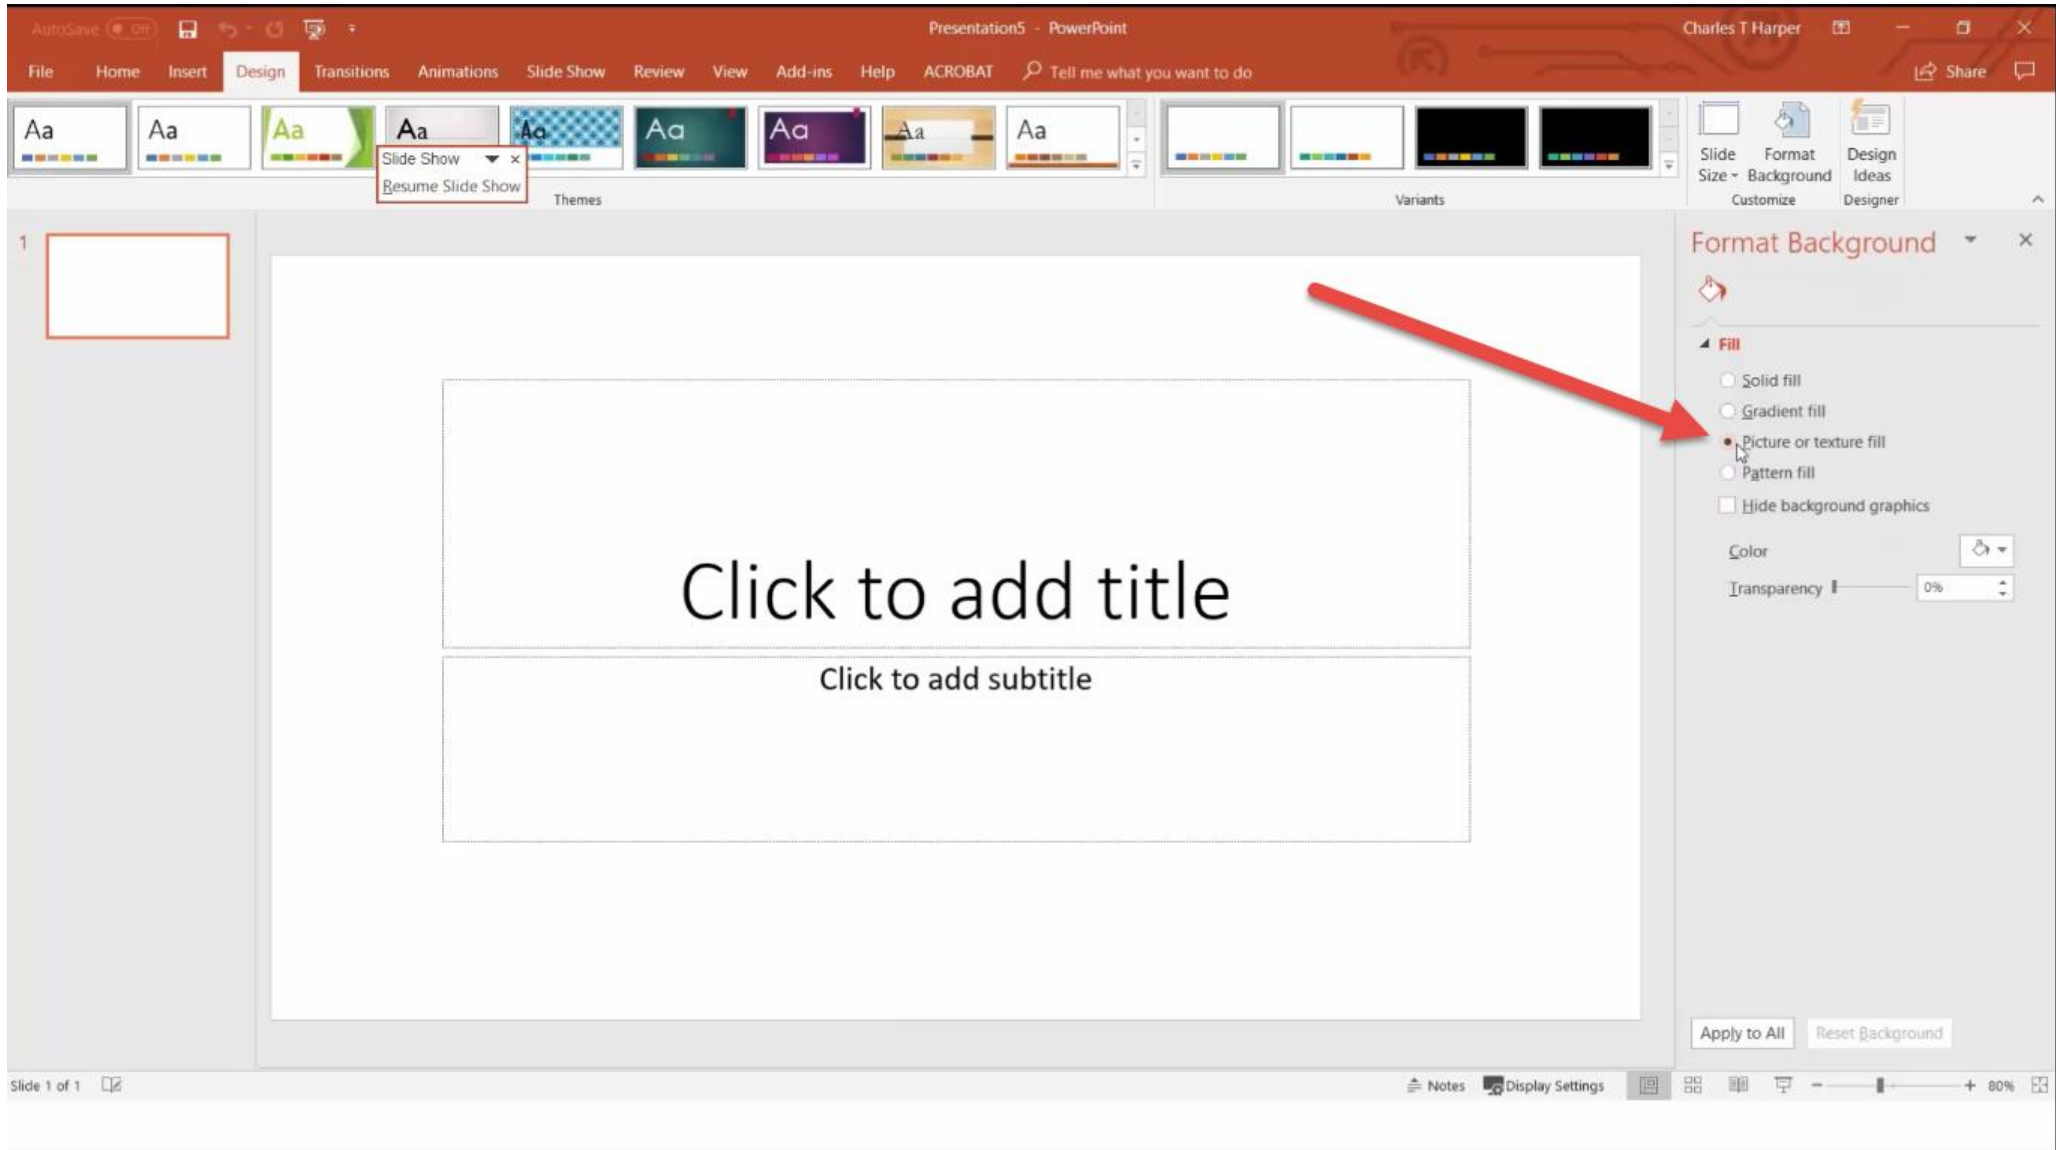 AutoSave Off
Presentation5 - PowerPoint
Charles T Harper
File Home Insert Design Transitions Animations Slide Show Review View Add-ins Help ACROBAT Tell me what you want to do Share
Aa Aa Aa Aa Aa Aa Aa Aa Aa
Slide Show
Resume Slide Show
Themes
Variants
Slide Size
Format Background
Design Ideas
Customize
Designer
1
Format Background
Fill
Solid fill
Gradient fill
Picture or texture fill
Pattern fill
Hide background graphics
Color
Transparency 0%
Click to add title
Click to add subtitle
Apply to All Reset Background
Slide 1 of 1 Notes Display Settings 80%